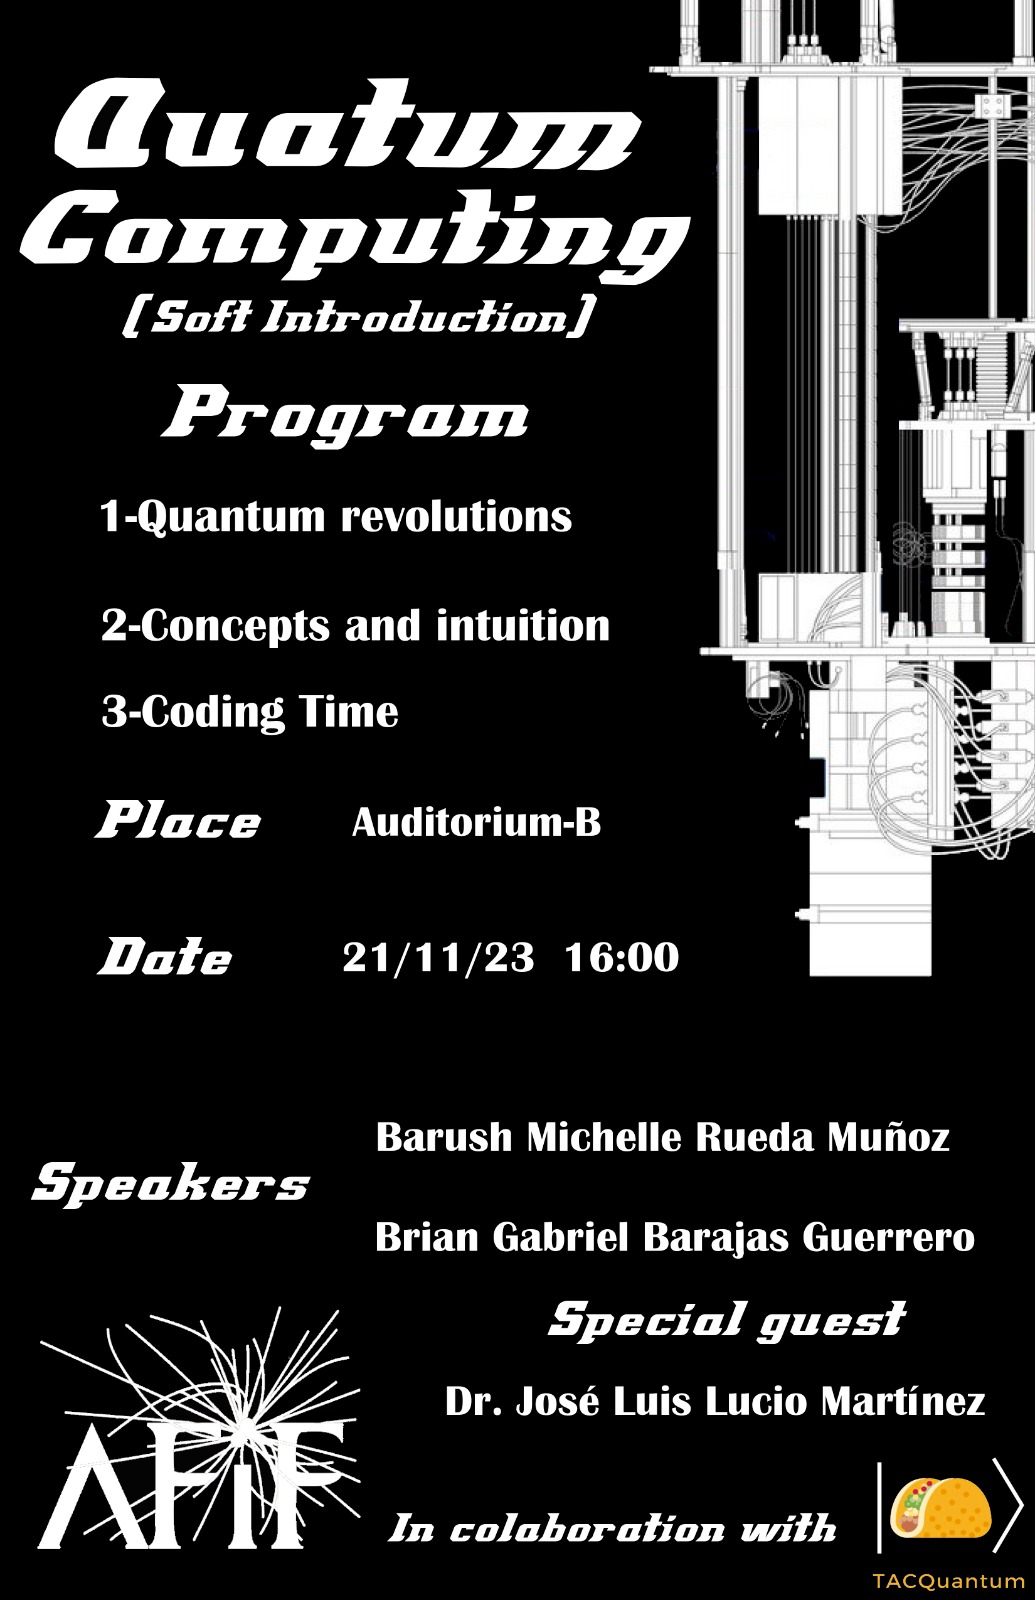 Quatum
Computing
(Soft Introduction)
Program
1-Quantum revolutions
2-Concepts and intuition
3-Coding Time
Place Auditorium-B
Date 21/11/23 16:00
Speakers
Barush Michelle Rueda Muñoz
Brian Gabriel Barajas Guerrero
Special guest
Dr. José Luis Lucio Martínez
AFiF
In colaboration with
TACQuantum